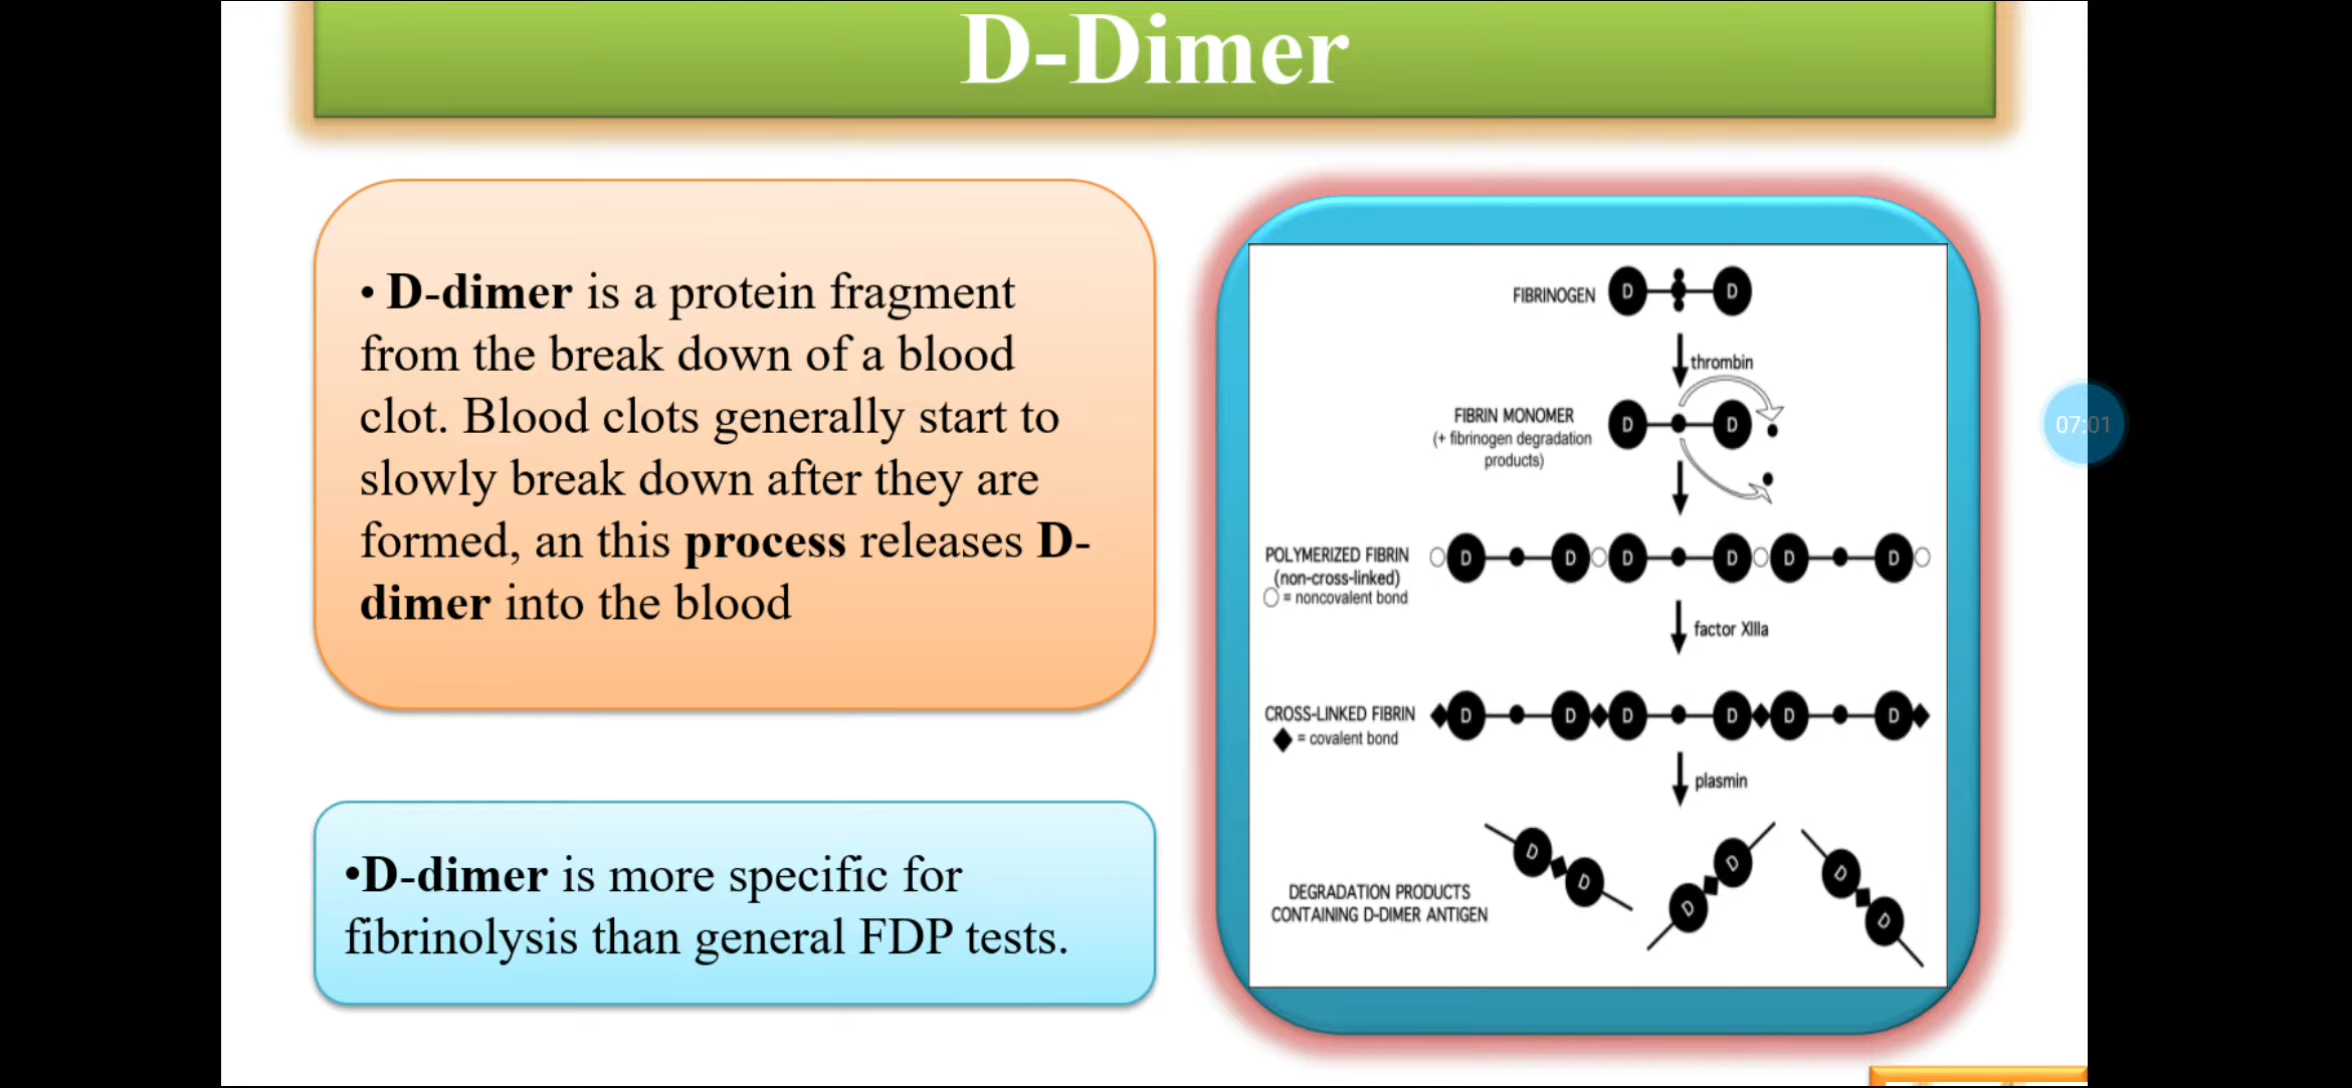 D-Dimer
• D-dimer is a protein fragment
from the break down of a blood
clot. Blood clots generally start to
slowly break down after they are
formed, an this process releases D-
dimer into the blood
•D-dimer is more specific for
fibrinolysis than general FDP tests.
FIBRINOGEN D D
thrombin
FIBRIN MONOMER D D
(+ fibrinogen degradation
products)
POLYMERIZED FIBRIN D D D D D D
(non-cross-linked)
= noncovalent bond
factor XIIIa
CROSS-LINKED FIBRIN D D D D D D
= covalent bond
plasmin
D D D D D D
DEGRADATION PRODUCTS
CONTAINING D-DIMER ANTIGEN
07:01